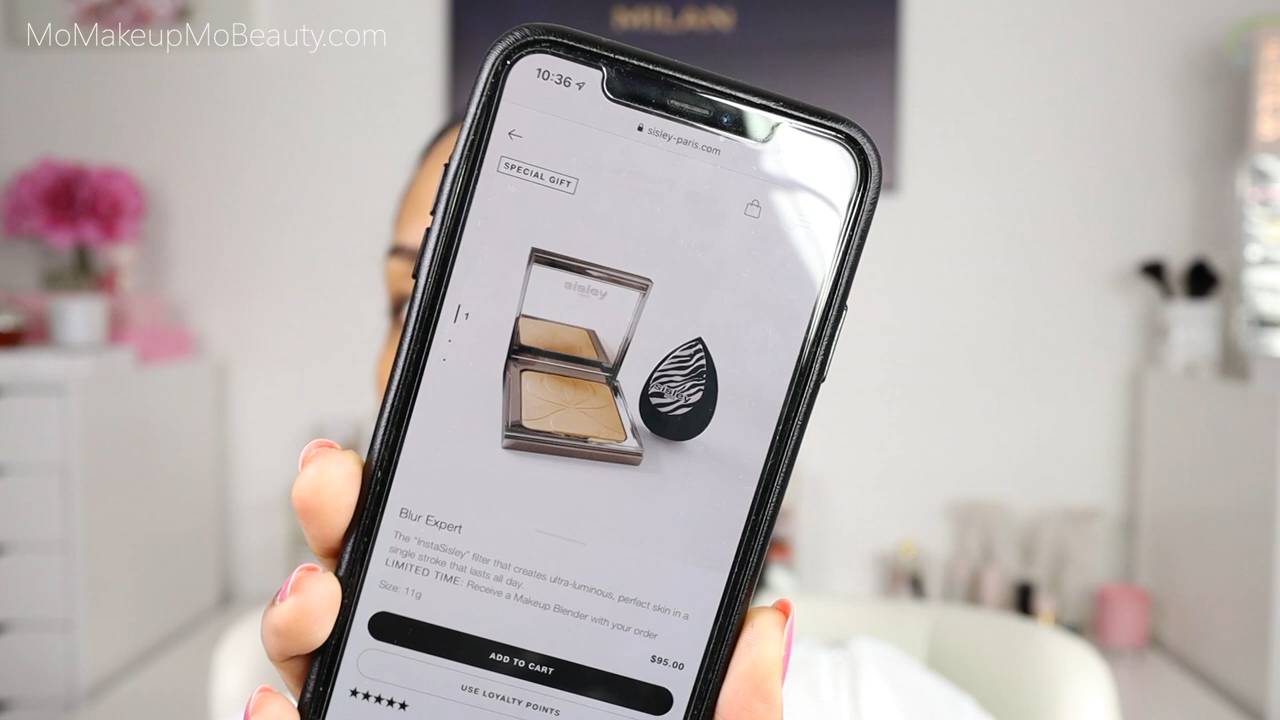 MoMakeupMoBeauty.com
MILAN
10:36
sisley-paris.com
SPECIAL GIFT
sisley
1
sisley
Blur Expert
The "InstaSisley" filter that creates ultra-luminous, perfect skin in a
single stroke that lasts all day.
LIMITED TIME: Receive a Makeup Blender with your order
Size: 11g
$95.00
ADD TO CART
USE LOYALTY POINTS